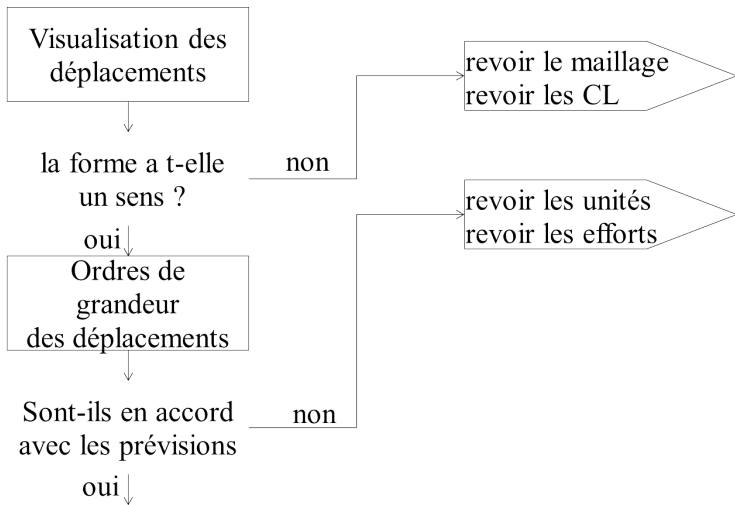 Visualisation des
déplacements
revoir le maillage
revoir les CL
la forme a t-elle
un sens ?
non
oui
revoir les unités
revoir les efforts
Ordres de
grandeur
des déplacements
Sont-ils en accord
avec les prévisions
non
oui